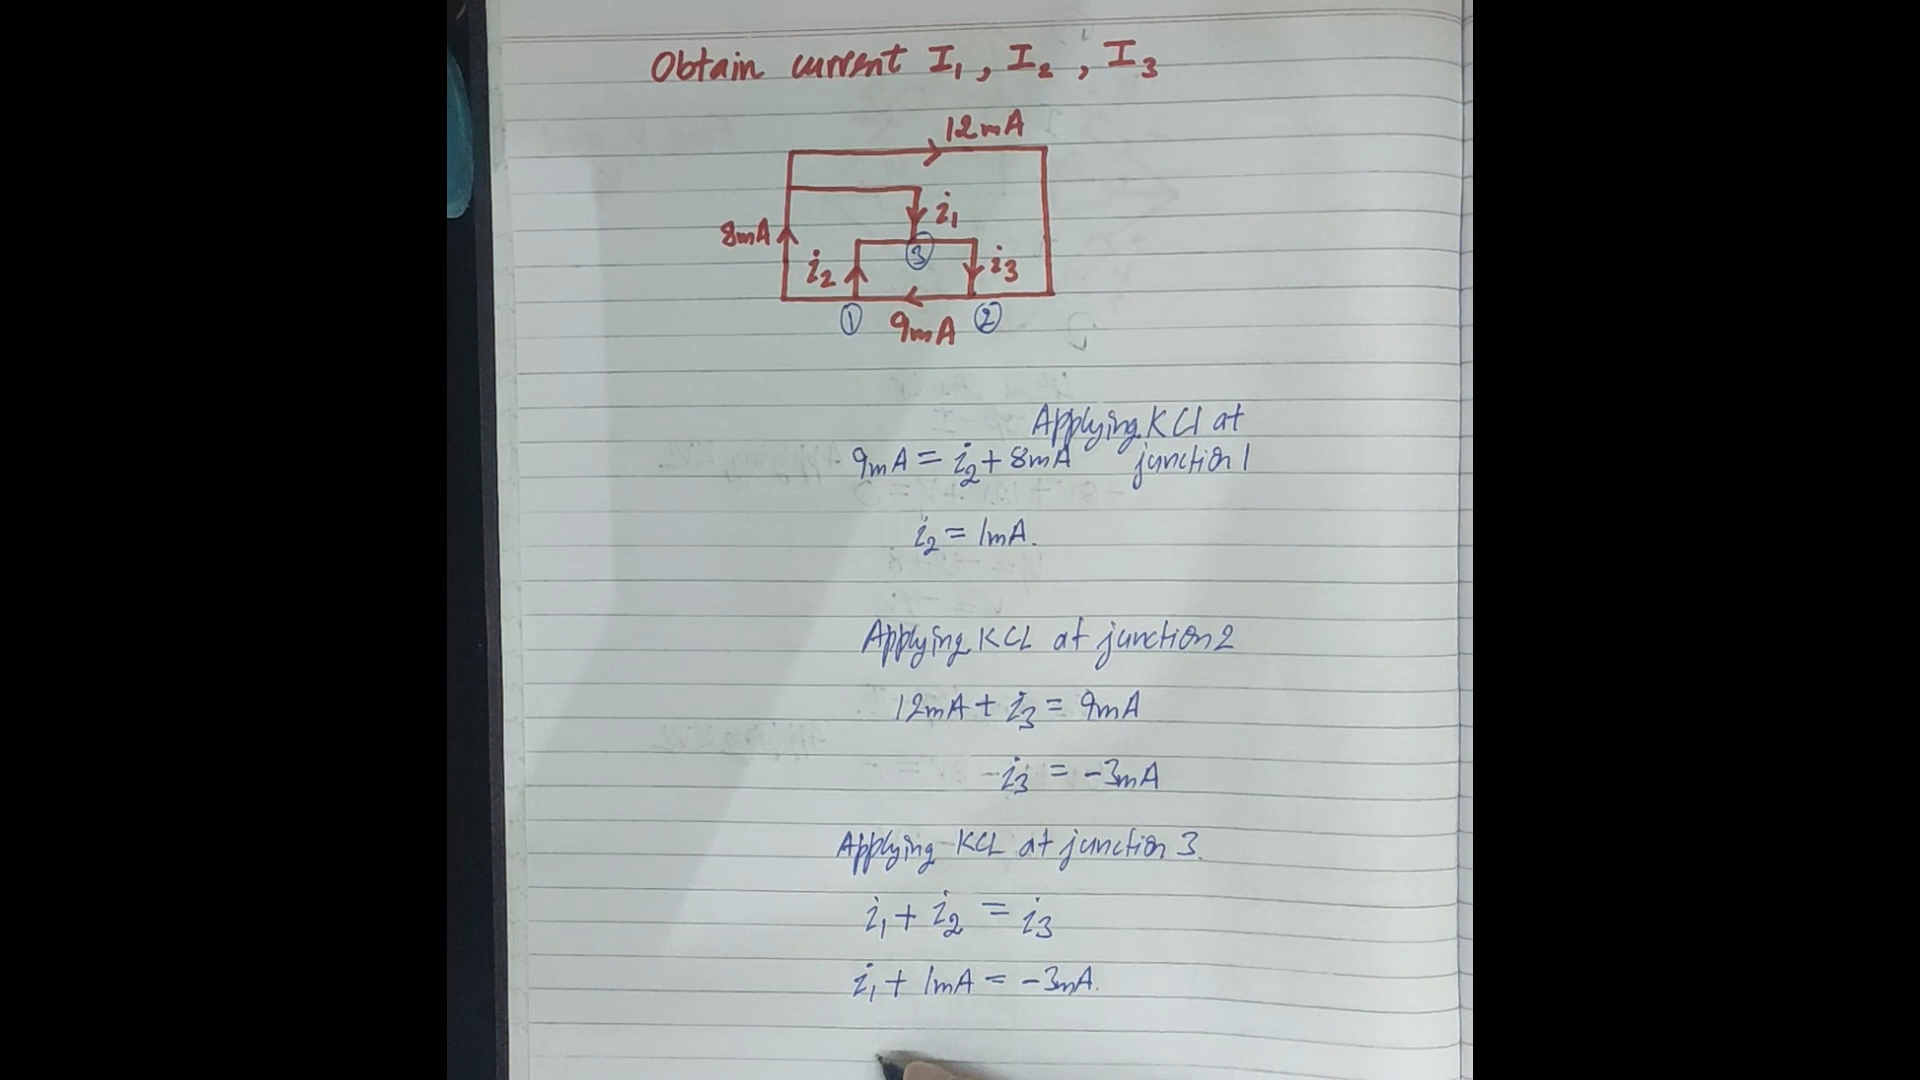 Obtain current I₁, I₂, I₃
12mA
i₁
8mA
③
i₂
i₃
①
9mA
②
Applying KCl at
9mA = i₂ + 8mA junction 1
i₂ = 1mA.
Applying KCL at junction 2
12mA + i₃ = 9mA
-i₃ = -3mA
Applying KCL at junction 3.
i₁ + i₂ = i₃
i₁ + 1mA = -3mA.